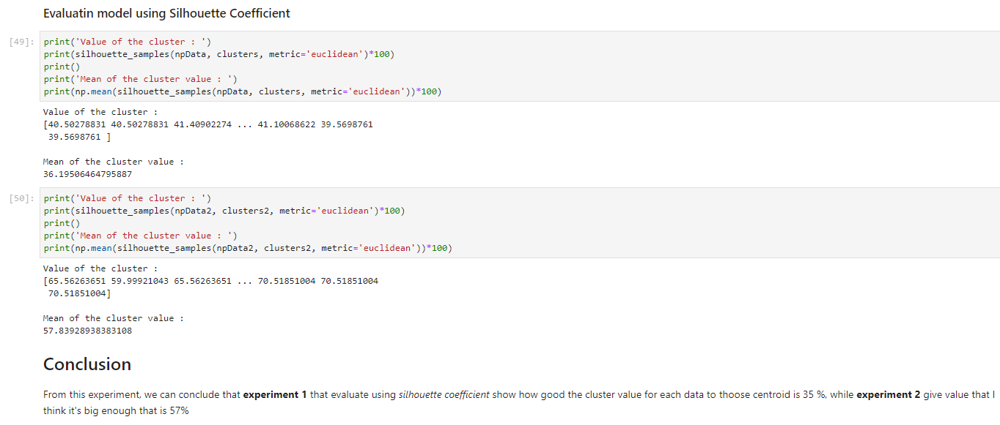 Evaluatin model using Silhouette Coefficient
[49]:
print('Value of the cluster : ')
print(silhouette_samples(npData, clusters, metric='euclidean')*100)
print()
print('Mean of the cluster value : ')
print(np.mean(silhouette_samples(npData, clusters, metric='euclidean'))*100)
Value of the cluster :
[40.50278831 40.50278831 41.40902274 ... 41.10068622 39.5698761
 39.5698761 ]
Mean of the cluster value :
36.19506464795887
[50]:
print('Value of the cluster : ')
print(silhouette_samples(npData2, clusters2, metric='euclidean')*100)
print()
print('Mean of the cluster value : ')
print(np.mean(silhouette_samples(npData2, clusters2, metric='euclidean'))*100)
Value of the cluster :
[65.56263651 59.99921043 65.56263651 ... 70.51851004 70.51851004
 70.51851004]
Mean of the cluster value :
57.83928938383108
Conclusion
From this experiment, we can conclude that experiment 1 that evaluate using silhouette coefficient show how good the cluster value for each data to thoose centroid is 35 %, while experiment 2 give value that I
think it's big enough that is 57%